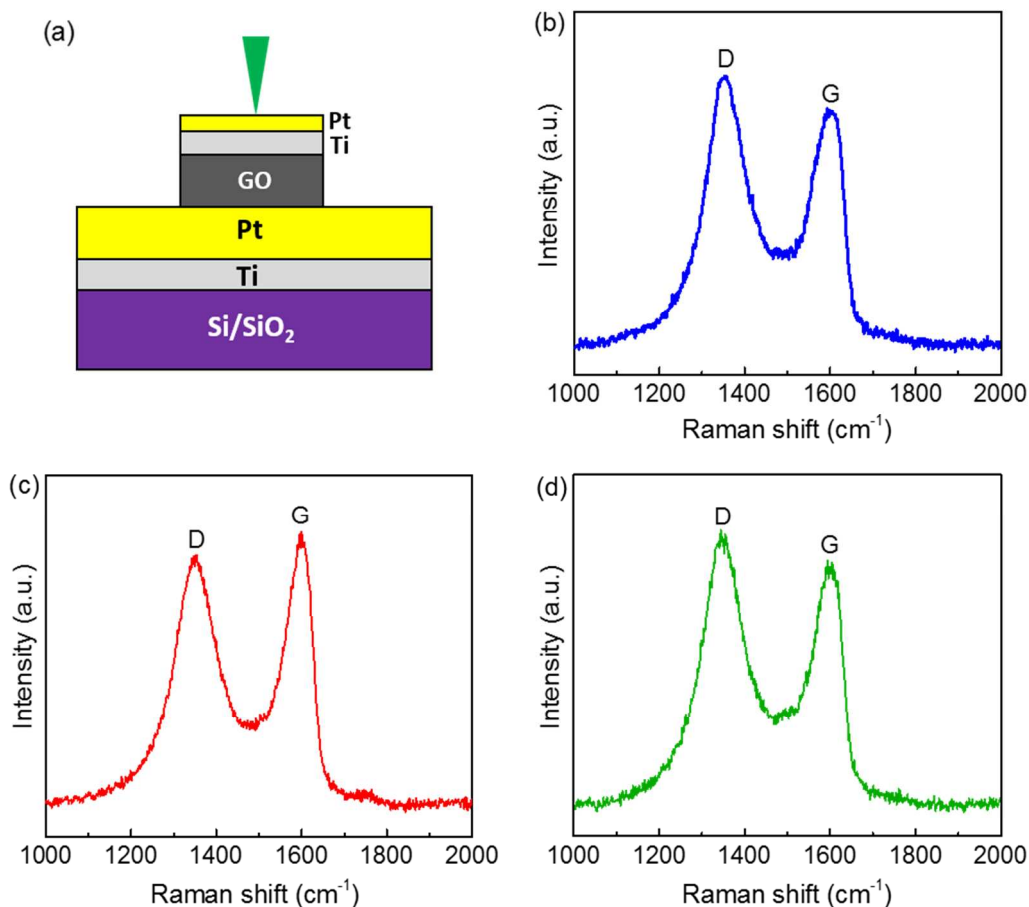 (a)
Pt
Ti
GO
Pt
Ti
Si/SiO₂
(b)
D
G
Intensity (a.u.)
1000 1200 1400 1600 1800 2000
Raman shift (cm⁻¹)
(c)
D
G
Intensity (a.u.)
1000 1200 1400 1600 1800 2000
Raman shift (cm⁻¹)
(d)
D
G
Intensity (a.u.)
1000 1200 1400 1600 1800 2000
Raman shift (cm⁻¹)